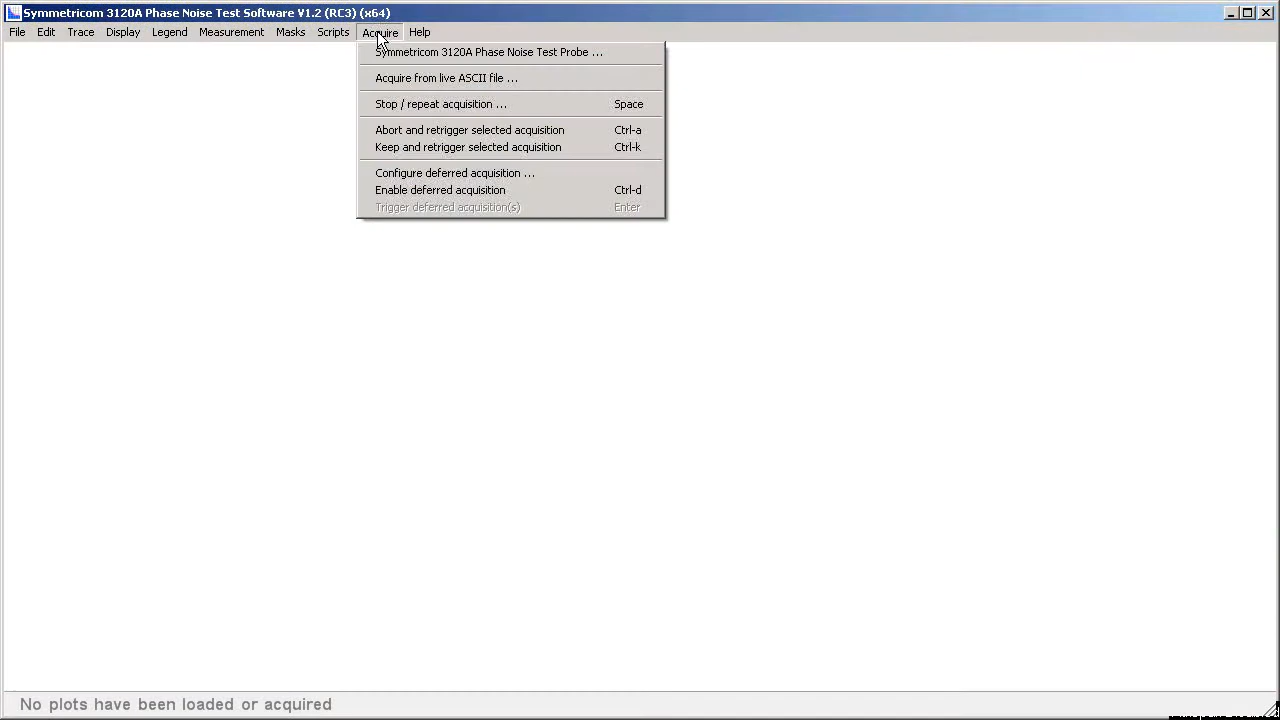 Symmetricom 3120A Phase Noise Test Software V1.2 (RC3) (x64)
File Edit Trace Display Legend Measurement Masks Scripts Acquire Help
Symmetricom 3120A Phase Noise Test Probe ...
Acquire from live ASCII file ...
Stop / repeat acquisition ... Space
Abort and retrigger selected acquisition Ctrl-a
Keep and retrigger selected acquisition Ctrl-k
Configure deferred acquisition ...
Enable deferred acquisition Ctrl-d
Trigger deferred acquisition(s) Enter
No plots have been loaded or acquired